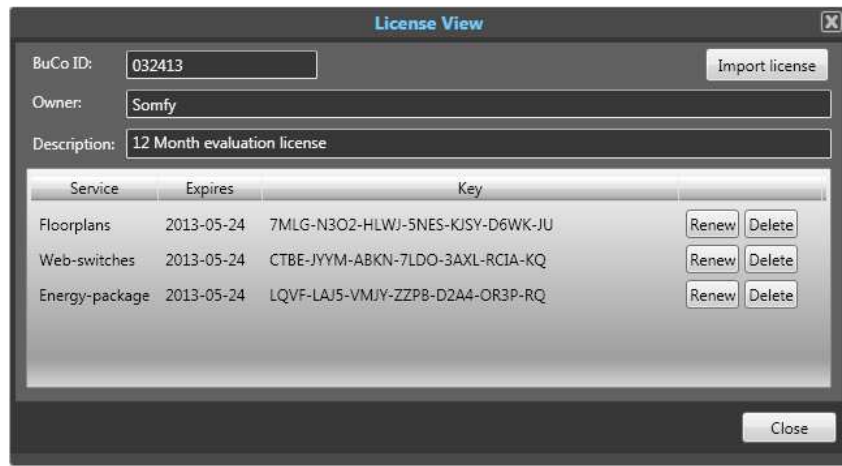 License View
BuCo ID: 032413 Import license
Owner: Somfy
Description: 12 Month evaluation license
Service Expires Key
Floorplans 2013-05-24 7MLG-N3O2-HLWJ-5NES-KJSY-D6WK-JU Renew Delete
Web-switches 2013-05-24 CTBE-JYYM-ABKN-7LDO-3AXL-RCIA-KQ Renew Delete
Energy-package 2013-05-24 LQVF-LAJ5-VMJY-ZZPB-D2A4-OR3P-RQ Renew Delete
Close